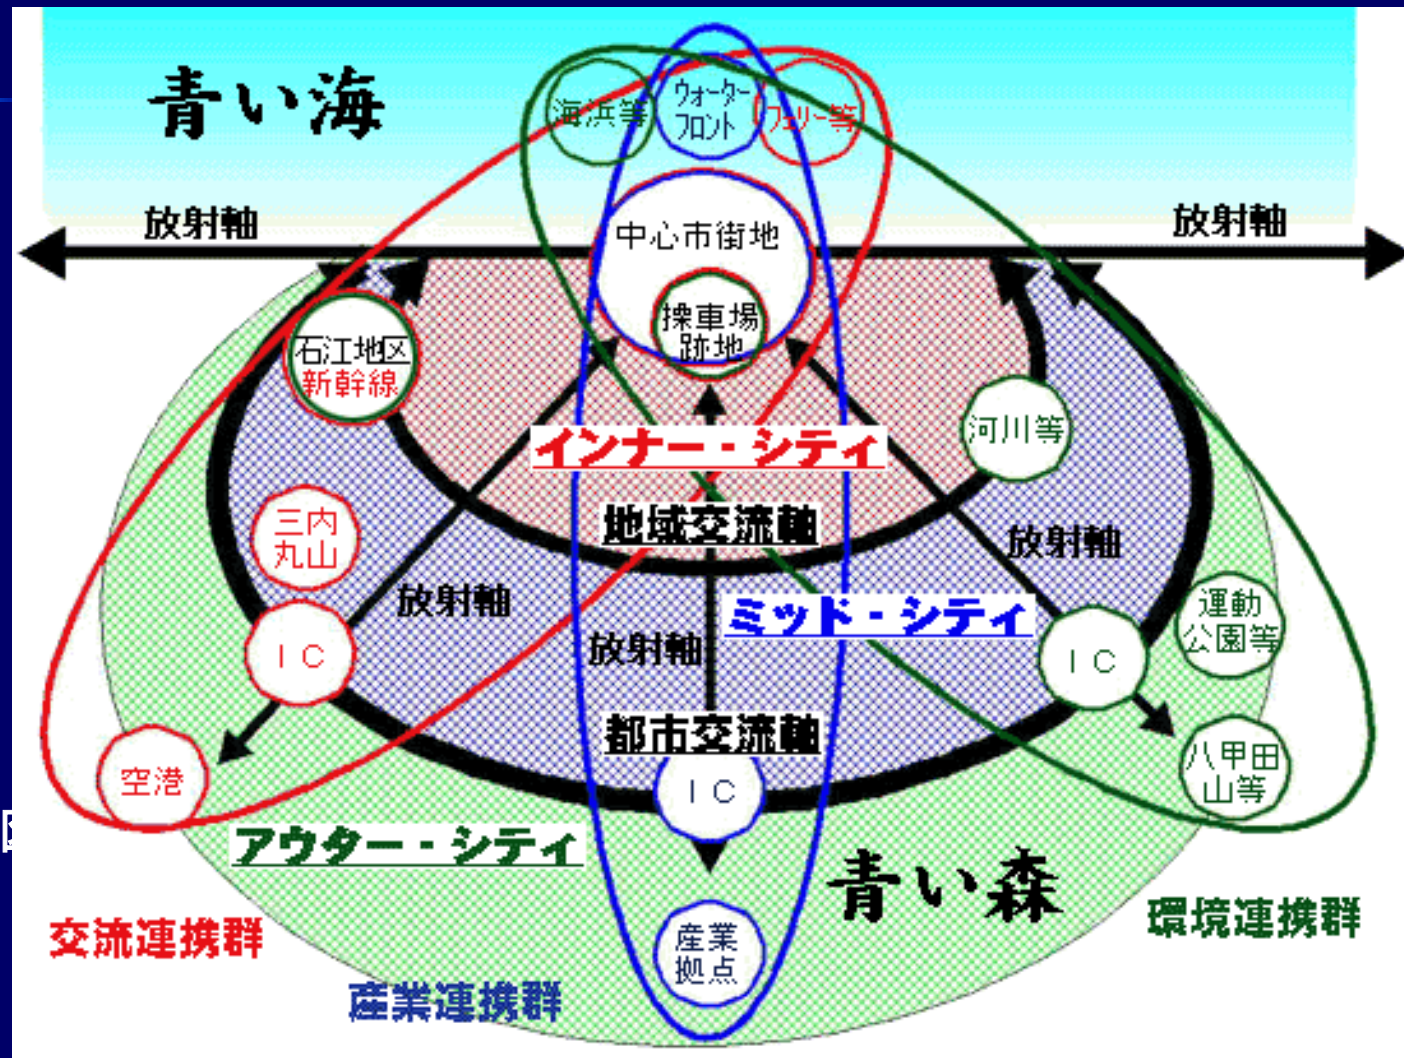 青い海
海浜等
ウォーター
フロント
フェリー等
放射軸
放射軸
中心市街地
操車場
跡地
石江地区
新幹線
河川等
インナー・シティ
地域交流軸
三内
丸山
放射軸
放射軸
放射軸
ミッド・シティ
運動
公園等
IC
IC
都市交流軸
IC
空港
八甲田
山等
アウター・シティ
青い森
交流連携群
産業
拠点
環境連携群
産業連携群